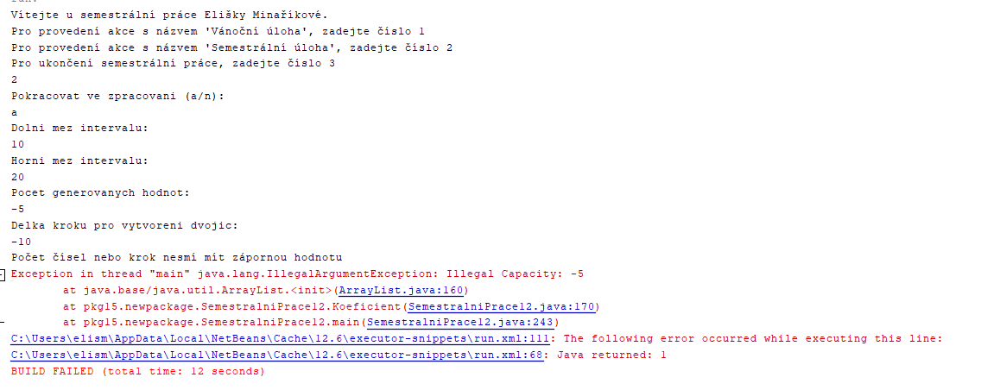 run:
Vítejte u semestrální práce Elišky Minaříkové.
Pro provedení akce s názvem 'Vánoční úloha', zadejte číslo 1
Pro provedení akce s názvem 'Semestrální úloha', zadejte číslo 2
Pro ukončení semestrální práce, zadejte číslo 3
2
Pokracovat ve zpracovani (a/n):
a
Dolni mez intervalu:
10
Horni mez intervalu:
20
Pocet generovanych hodnot:
-5
Delka kroku pro vytvoreni dvojic:
-10
Počet čísel nebo krok nesmí mít zápornou hodnotu
Exception in thread "main" java.lang.IllegalArgumentException: Illegal Capacity: -5
at java.base/java.util.ArrayList.<init>(ArrayList.java:160)
at pkg15.newpackage.SemestralniPrace12.Koeficient(SemestralniPrace12.java:170)
at pkg15.newpackage.SemestralniPrace12.main(SemestralniPrace12.java:243)
C:\Users\elism\AppData\Local\NetBeans\Cache\12.6\executor-snippets\run.xml:111: The following error occurred while executing this line:
C:\Users\elism\AppData\Local\NetBeans\Cache\12.6\executor-snippets\run.xml:68: Java returned: 1
BUILD FAILED (total time: 12 seconds)